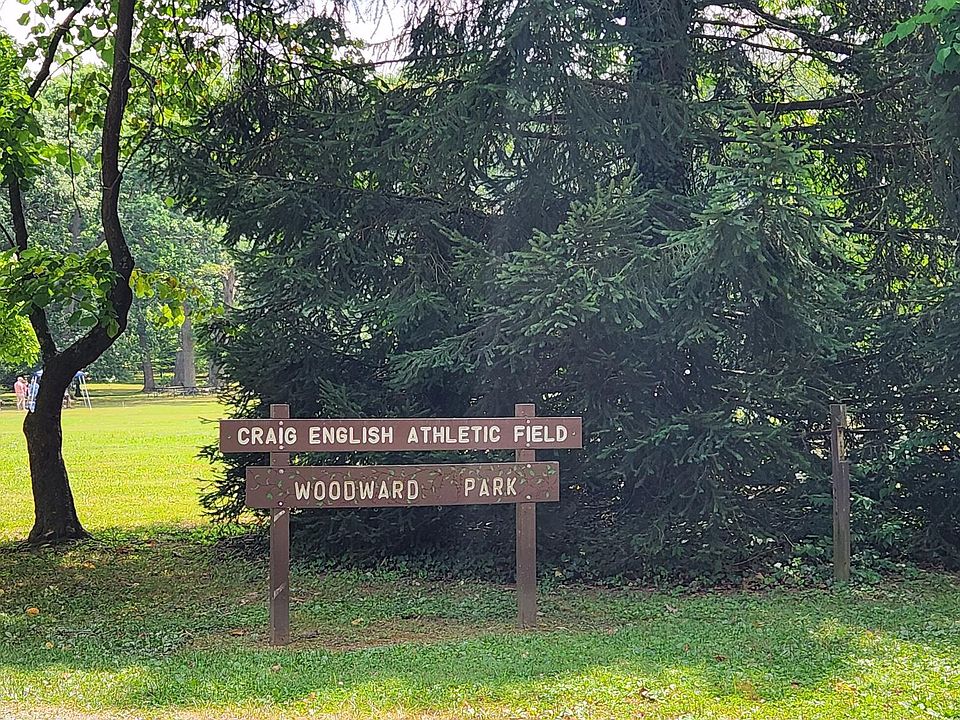 CRAIG ENGLISH ATHLETIC FIELD
WOODWARD PARK